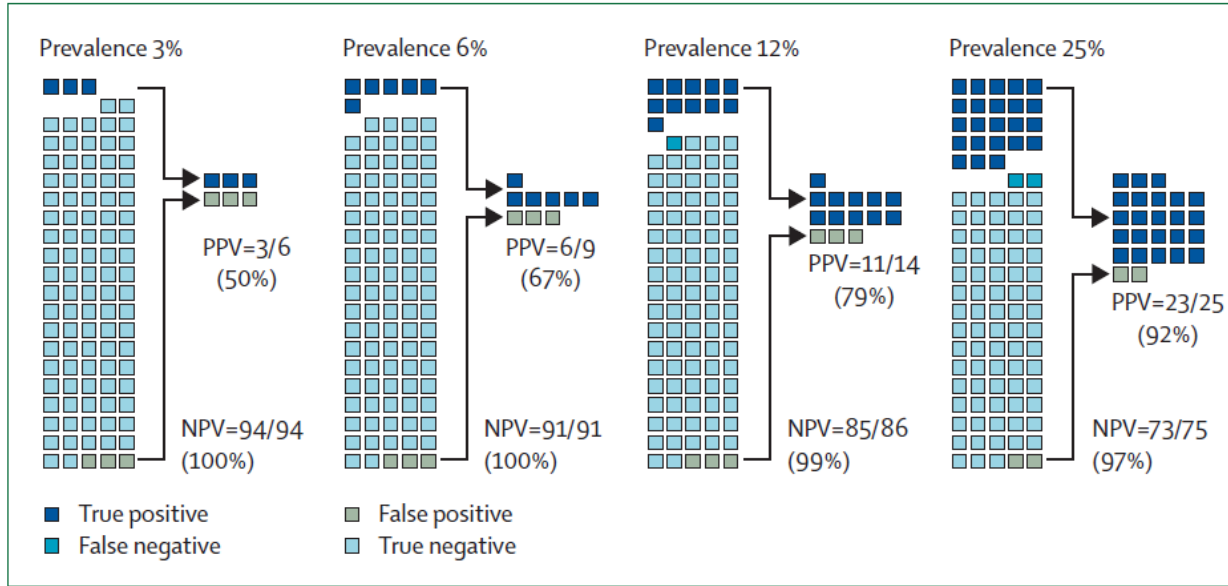 Prevalence 3%
PPV=3/6
(50%)
NPV=94/94
(100%)
Prevalence 6%
PPV=6/9
(67%)
NPV=91/91
(100%)
Prevalence 12%
PPV=11/14
(79%)
NPV=85/86
(99%)
Prevalence 25%
PPV=23/25
(92%)
NPV=73/75
(97%)
True positive
False negative
False positive
True negative